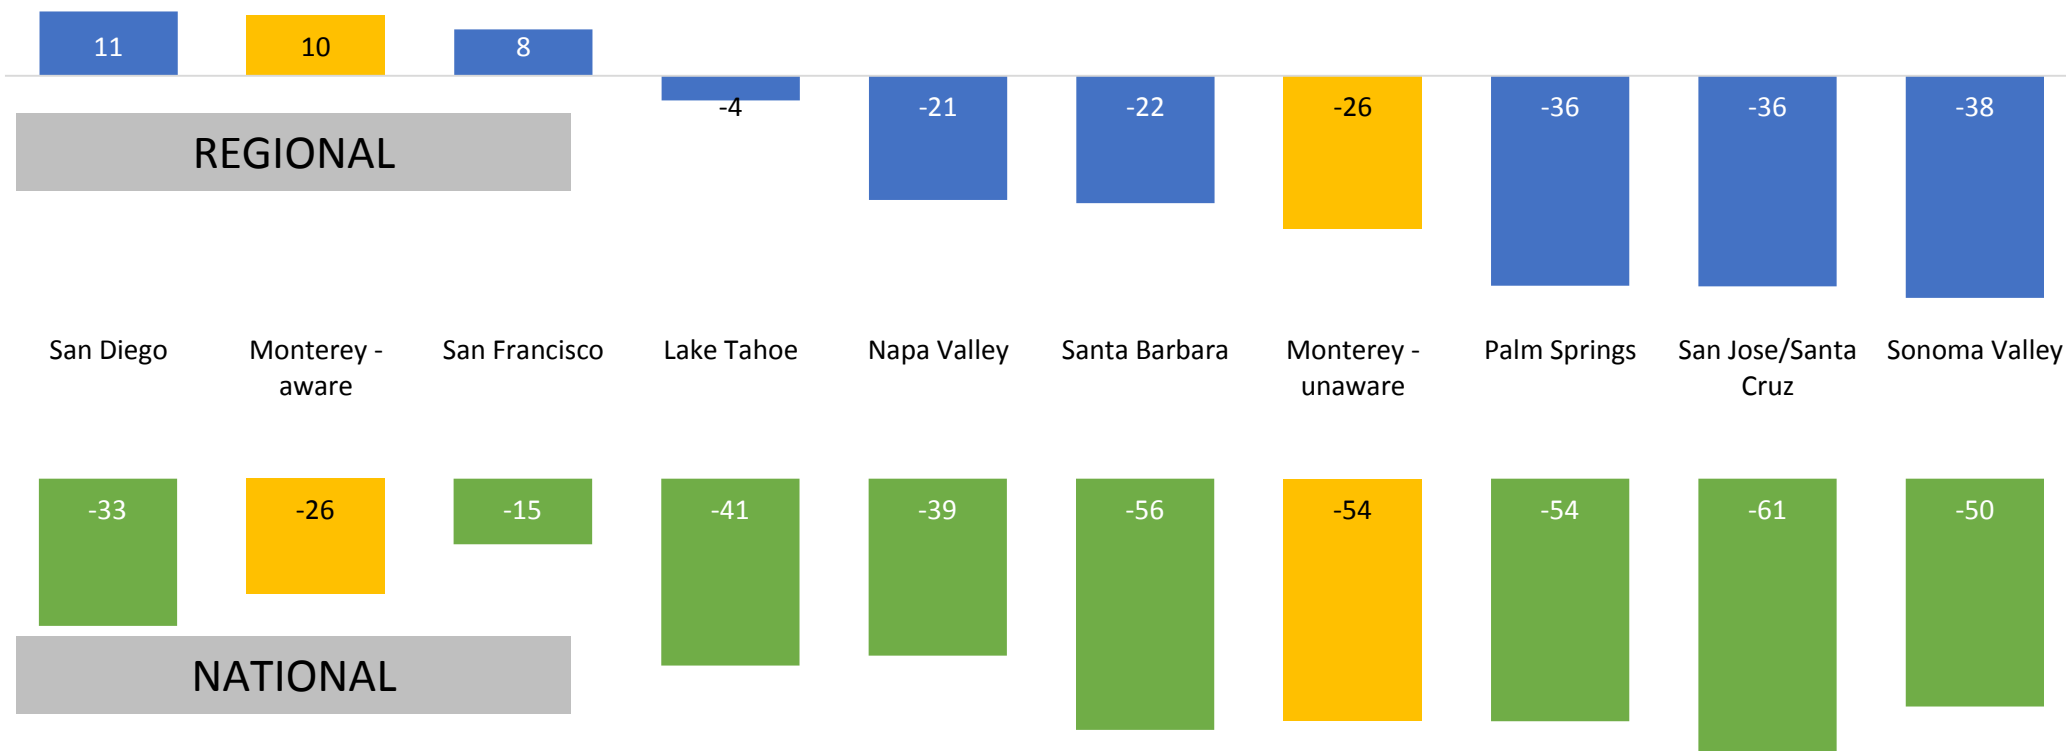 11 10 8
-4 -21 -22 -26 -36 -36 -38
REGIONAL
San Diego Monterey - San Francisco Lake Tahoe Napa Valley Santa Barbara Monterey - Palm Springs San Jose/Santa Sonoma Valley
aware unaware Cruz
-33 -26 -15 -41 -39 -56 -54 -54 -61 -50
NATIONAL